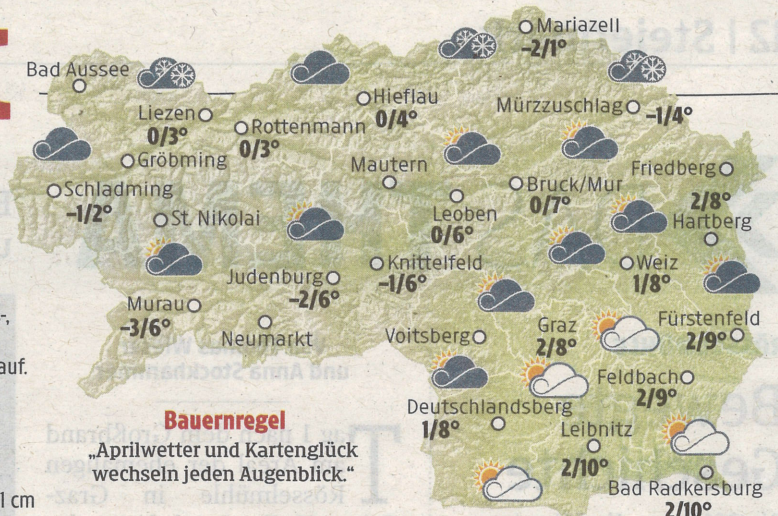 Mariazell
–2/1°
Bad Aussee
Hieflau
0/4°
Mürzzuschlag
–1/4°
Liezen
0/3°
Rottenmann
0/3°
Gröbming
Mautern
Friedberg
2/8°
Schladming
–1/2°
Bruck/Mur
0/7°
Leoben
0/6°
St. Nikolai
Hartberg
Knittelfeld
–1/6°
Weiz
1/8°
Judenburg
–2/6°
Murau
–3/6°
Neumarkt
Voitsberg
Graz
2/8°
Fürstenfeld
2/9°
Feldbach
2/9°
Deutschlandsberg
1/8°
Leibnitz
2/10°
Bad Radkersburg
2/10°
Bauernregel
„Aprilwetter und Kartenglück
wechseln jeden Augenblick.“
-,
auf.
1 cm